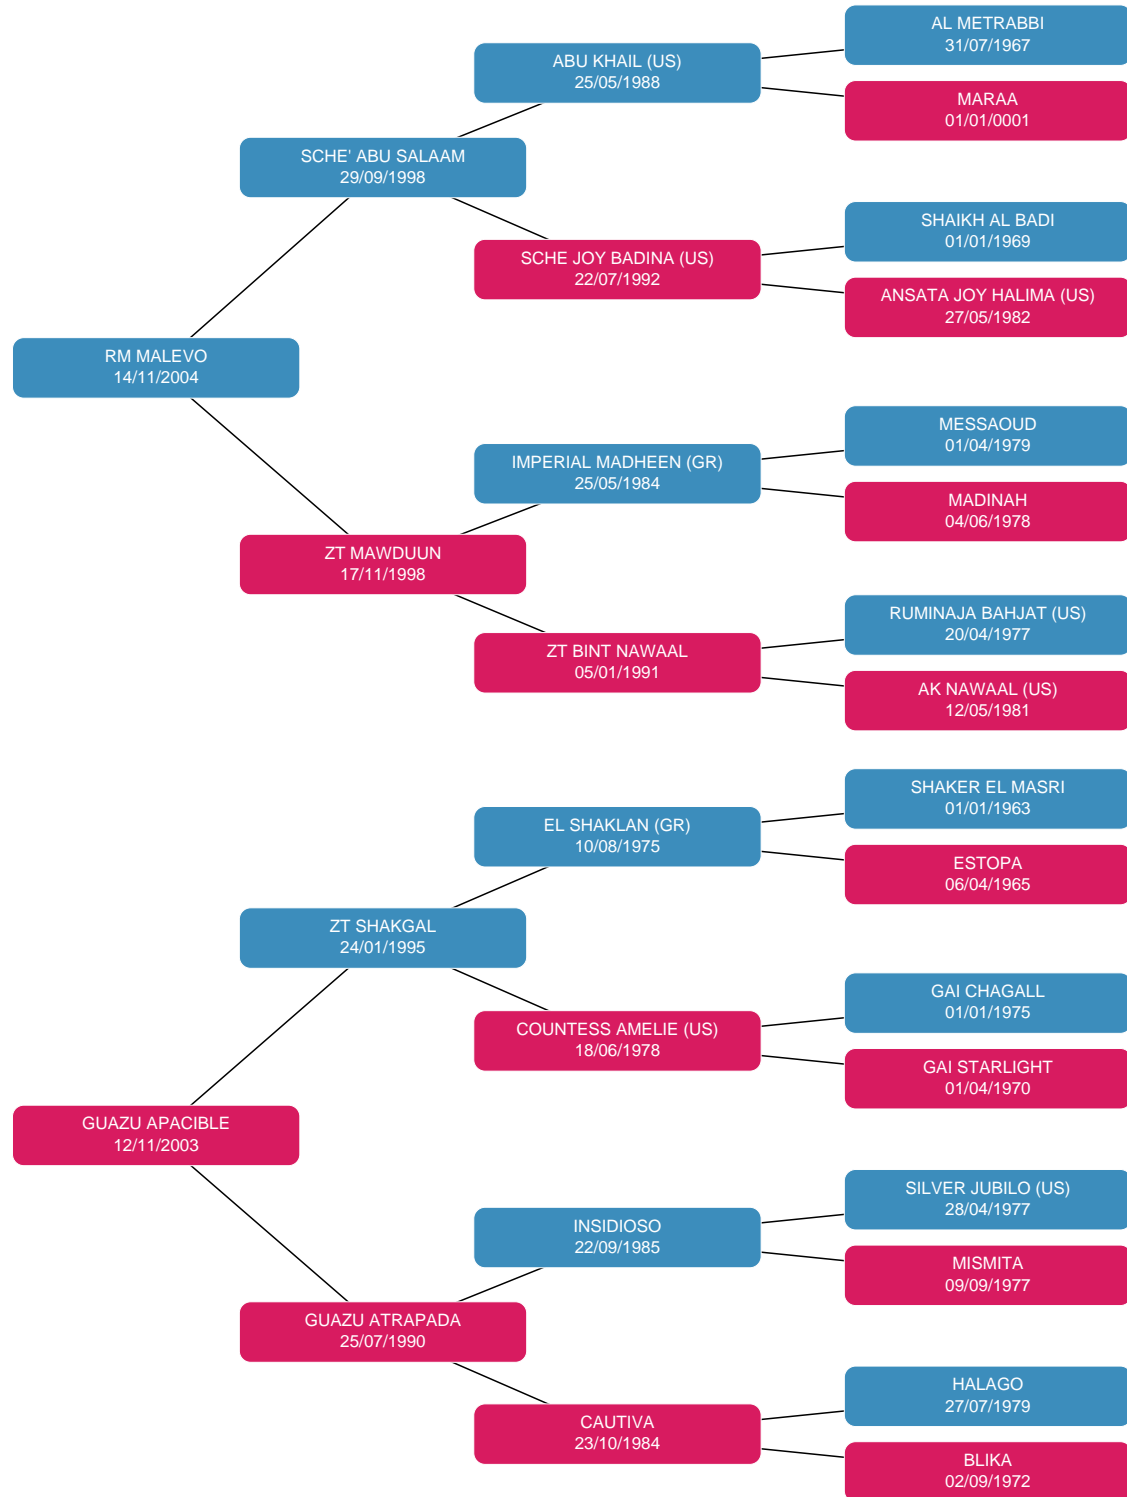 AL METRABBI
31/07/1967
ABU KHAIL (US)
25/05/1988
MARAA
01/01/0001
SCHE' ABU SALAAM
29/09/1998
SHAIKH AL BADI
01/01/1969
SCHE JOY BADINA (US)
22/07/1992
ANSATA JOY HALIMA (US)
27/05/1982
RM MALEVO
14/11/2004
MESSAOUD
01/04/1979
IMPERIAL MADHEEN (GR)
25/05/1984
MADINAH
04/06/1978
ZT MAWDUUN
17/11/1998
RUMINAJA BAHJAT (US)
20/04/1977
ZT BINT NAWAAL
05/01/1991
AK NAWAAL (US)
12/05/1981
SHAKER EL MASRI
01/01/1963
EL SHAKLAN (GR)
10/08/1975
ESTOPA
06/04/1965
ZT SHAKGAL
24/01/1995
GAI CHAGALL
01/01/1975
COUNTESS AMELIE (US)
18/06/1978
GAI STARLIGHT
01/04/1970
GUAZU APACIBLE
12/11/2003
SILVER JUBILO (US)
28/04/1977
INSIDIOSO
22/09/1985
MISMITA
09/09/1977
GUAZU ATRAPADA
25/07/1990
HALAGO
27/07/1979
CAUTIVA
23/10/1984
BLIKA
02/09/1972